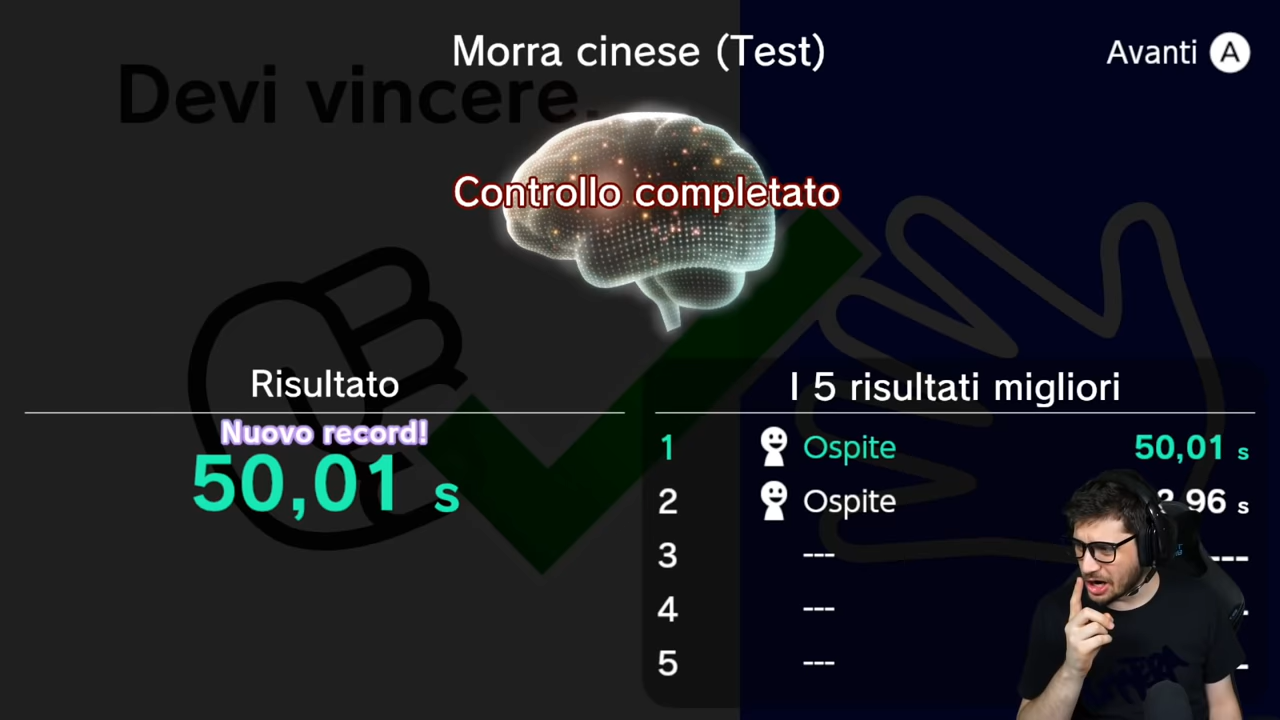 Morra cinese (Test)
Avanti A
Devi vincere.
Controllo completato
Risultato
Nuovo record!
50,01 s
I 5 risultati migliori
1 Ospite 50,01 s
2 Ospite 96 s
3 --- ---
4 ---
5 ---